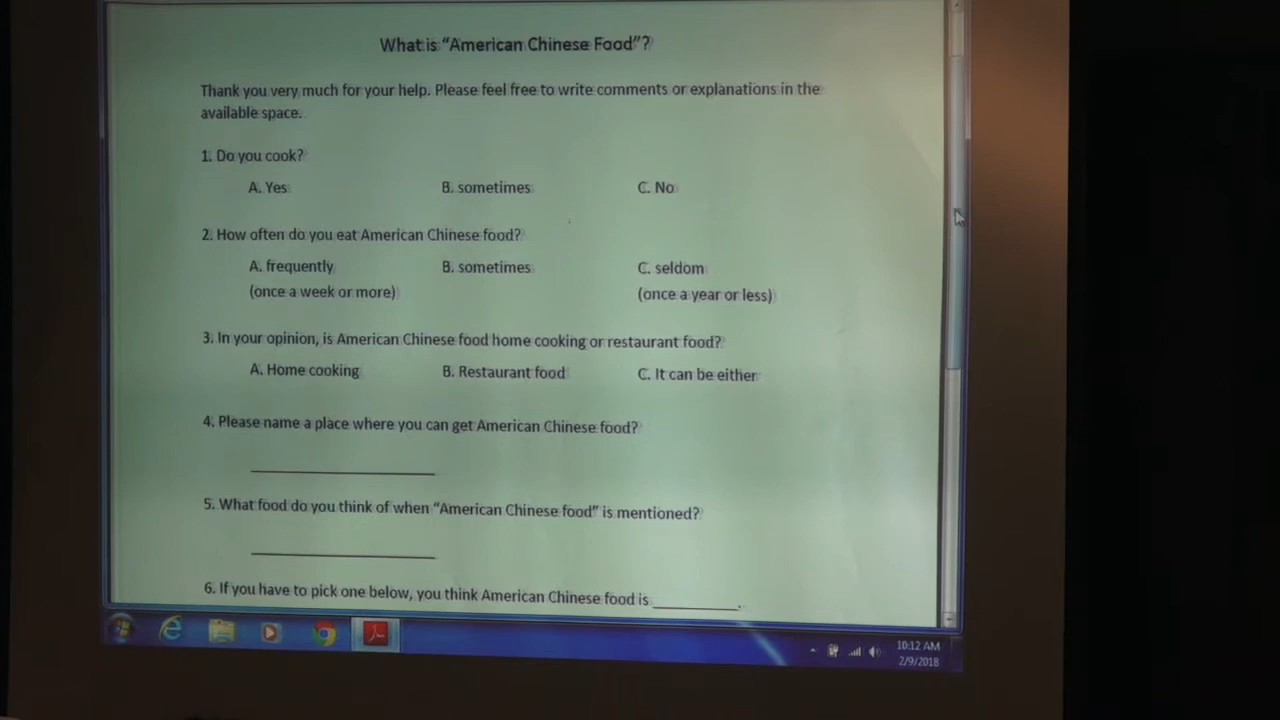 What is “American Chinese Food”?
Thank you very much for your help. Please feel free to write comments or explanations in the
available space.
1. Do you cook?
A. Yes B. sometimes C. No
2. How often do you eat American Chinese food?
A. frequently B. sometimes C. seldom
(once a week or more) (once a year or less)
3. In your opinion, is American Chinese food home cooking or restaurant food?
A. Home cooking B. Restaurant food C. It can be either
4. Please name a place where you can get American Chinese food?
5. What food do you think of when “American Chinese food” is mentioned?
6. If you have to pick one below, you think American Chinese food is __________.
10:12 AM
2/9/2018